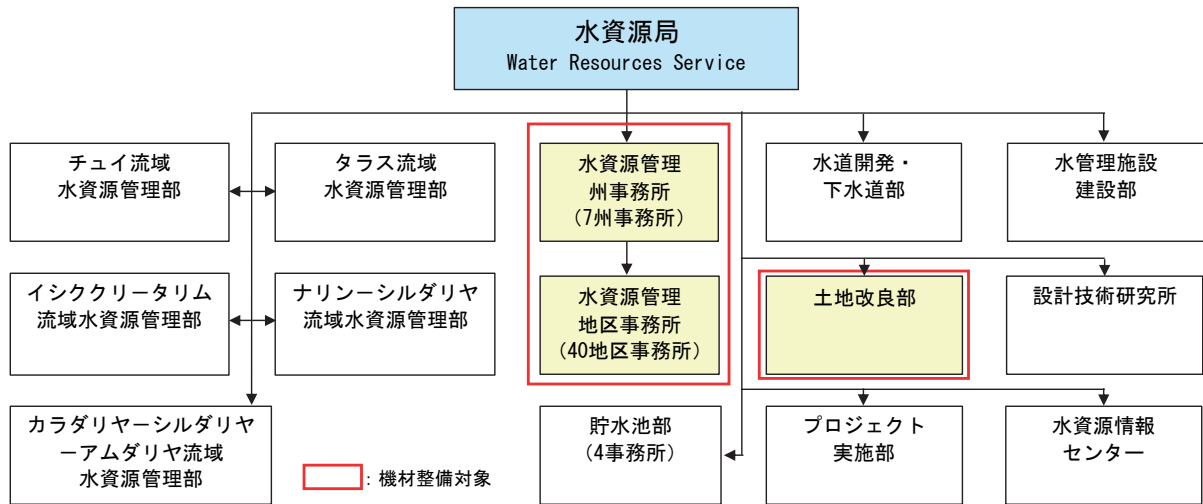 水資源局
Water Resources Service
チュイ流域
水資源管理部
タラス流域
水資源管理部
水資源管理
州事務所
(7州事務所)
水道開発・
下水道部
水管理施設
建設部
イシククリータリム
流域水資源管理部
ナリンーシルダリヤ
流域水資源管理部
水資源管理
地区事務所
(40地区事務所)
土地改良部
設計技術研究所
カラダリヤーシルダリヤ
ーアムダリヤ流域
水資源管理部
貯水池部
(4事務所)
プロジェクト
実施部
水資源情報
センター
: 機材整備対象